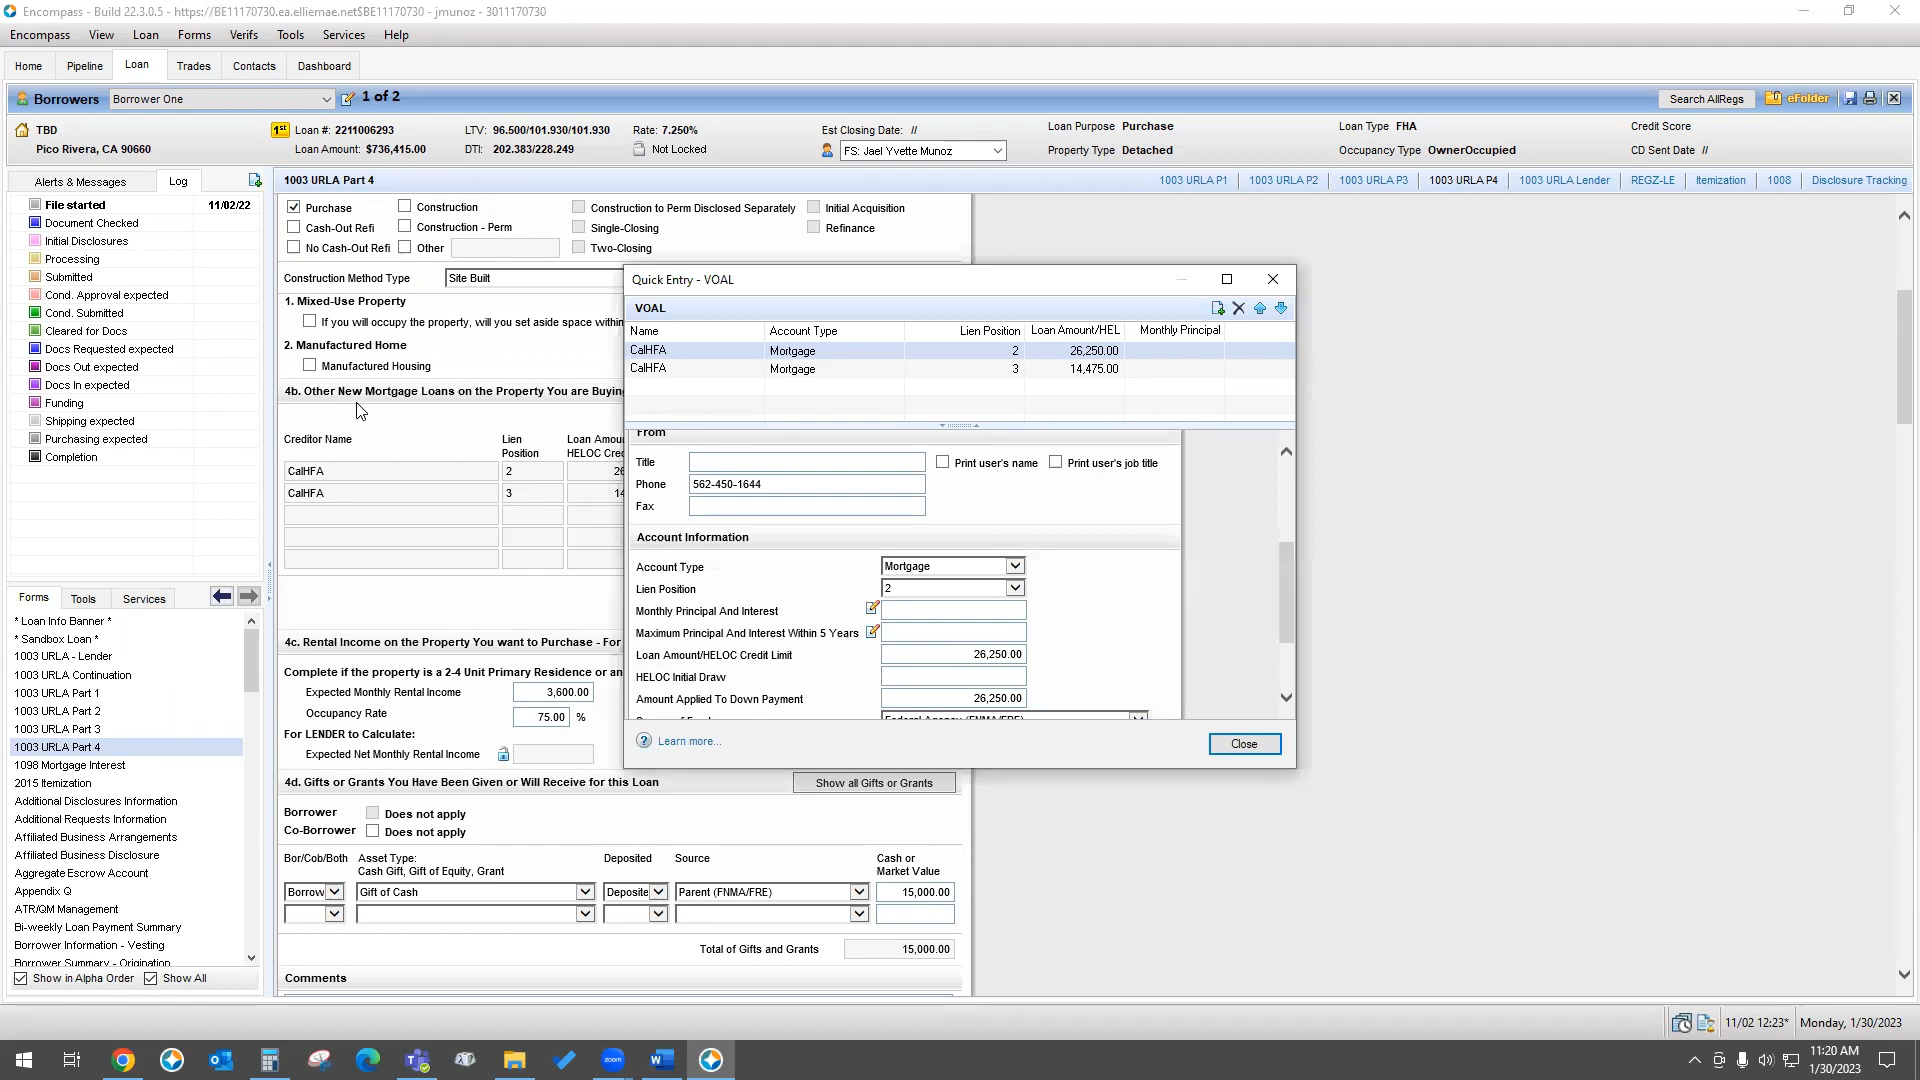 Encompass - Build 22.3.0.5 - https://BE11170730.ea.elliemae.net$BE11170730 - jmunoz - 3011170730
Encompass View Loan Forms Verifs Tools Services Help
Home Pipeline Loan Trades Contacts Dashboard
Borrowers Borrower One 1 of 2 Search AllRegs eFolder
TBD 1st Loan #: 2211006293 LTV: 96.500/101.930/101.930 Rate: 7.250% Est Closing Date: // Loan Purpose Purchase Loan Type FHA Credit Score
Pico Rivera, CA 90660 Loan Amount: $736,415.00 DTI: 202.383/228.249 Not Locked FS: Jael Yvette Munoz Property Type Detached Occupancy Type OwnerOccupied CD Sent Date //
Alerts & Messages Log
File started 11/02/22
Document Checked
Initial Disclosures
Processing
Submitted
Cond. Approval expected
Cond. Submitted
Cleared for Docs
Docs Requested expected
Docs Out expected
Docs In expected
Funding
Shipping expected
Purchasing expected
Completion
Forms Tools Services
* Loan Info Banner *
* Sandbox Loan *
1003 URLA - Lender
1003 URLA Continuation
1003 URLA Part 1
1003 URLA Part 2
1003 URLA Part 3
1003 URLA Part 4
1098 Mortgage Interest
2015 Itemization
Additional Disclosures Information
Additional Requests Information
Affiliated Business Arrangements
Affiliated Business Disclosure
Aggregate Escrow Account
Appendix Q
ATR/QM Management
Bi-weekly Loan Payment Summary
Borrower Information - Vesting
Borrower Summary - Origination
Show in Alpha Order Show All
1003 URLA Part 4 1003 URLA P1 1003 URLA P2 1003 URLA P3 1003 URLA P4 1003 URLA Lender REGZ-LE Itemization 1008 Disclosure Tracking
Purchase Construction Construction to Perm Disclosed Separately Initial Acquisition
Cash-Out Refi Construction - Perm Single-Closing Refinance
No Cash-Out Refi Other Two-Closing
Construction Method Type Site Built
1. Mixed-Use Property
If you will occupy the property, will you set aside space within
2. Manufactured Home
Manufactured Housing
4b. Other New Mortgage Loans on the Property You are Buying
Creditor Name Lien Position Loan Amou HELOC Cred
CalHFA 2 26
CalHFA 3 14
4c. Rental Income on the Property You want to Purchase - For
Complete if the property is a 2-4 Unit Primary Residence or an
Expected Monthly Rental Income 3,600.00
Occupancy Rate 75.00 %
For LENDER to Calculate:
Expected Net Monthly Rental Income
4d. Gifts or Grants You Have Been Given or Will Receive for this Loan Show all Gifts or Grants
Borrower Does not apply
Co-Borrower Does not apply
Bor/Cob/Both Asset Type: Deposited Source Cash or
Cash Gift, Gift of Equity, Grant Market Value
Borrow Gift of Cash Deposite Parent (FNMA/FRE) 15,000.00
Total of Gifts and Grants 15,000.00
Comments
Quick Entry - VOAL
VOAL
Name Account Type Lien Position Loan Amount/HEL Monthly Principal
CalHFA Mortgage 2 26,250.00
CalHFA Mortgage 3 14,475.00
From
Title Print user's name Print user's job title
Phone 562-450-1644
Fax
Account Information
Account Type Mortgage
Lien Position 2
Monthly Principal And Interest
Maximum Principal And Interest Within 5 Years
Loan Amount/HELOC Credit Limit 26,250.00
HELOC Initial Draw
Amount Applied To Down Payment 26,250.00
Federal Agency (FNMA/FRE)
Learn more... Close
11/02 12:23* Monday, 1/30/2023
zoom
11:20 AM
1/30/2023